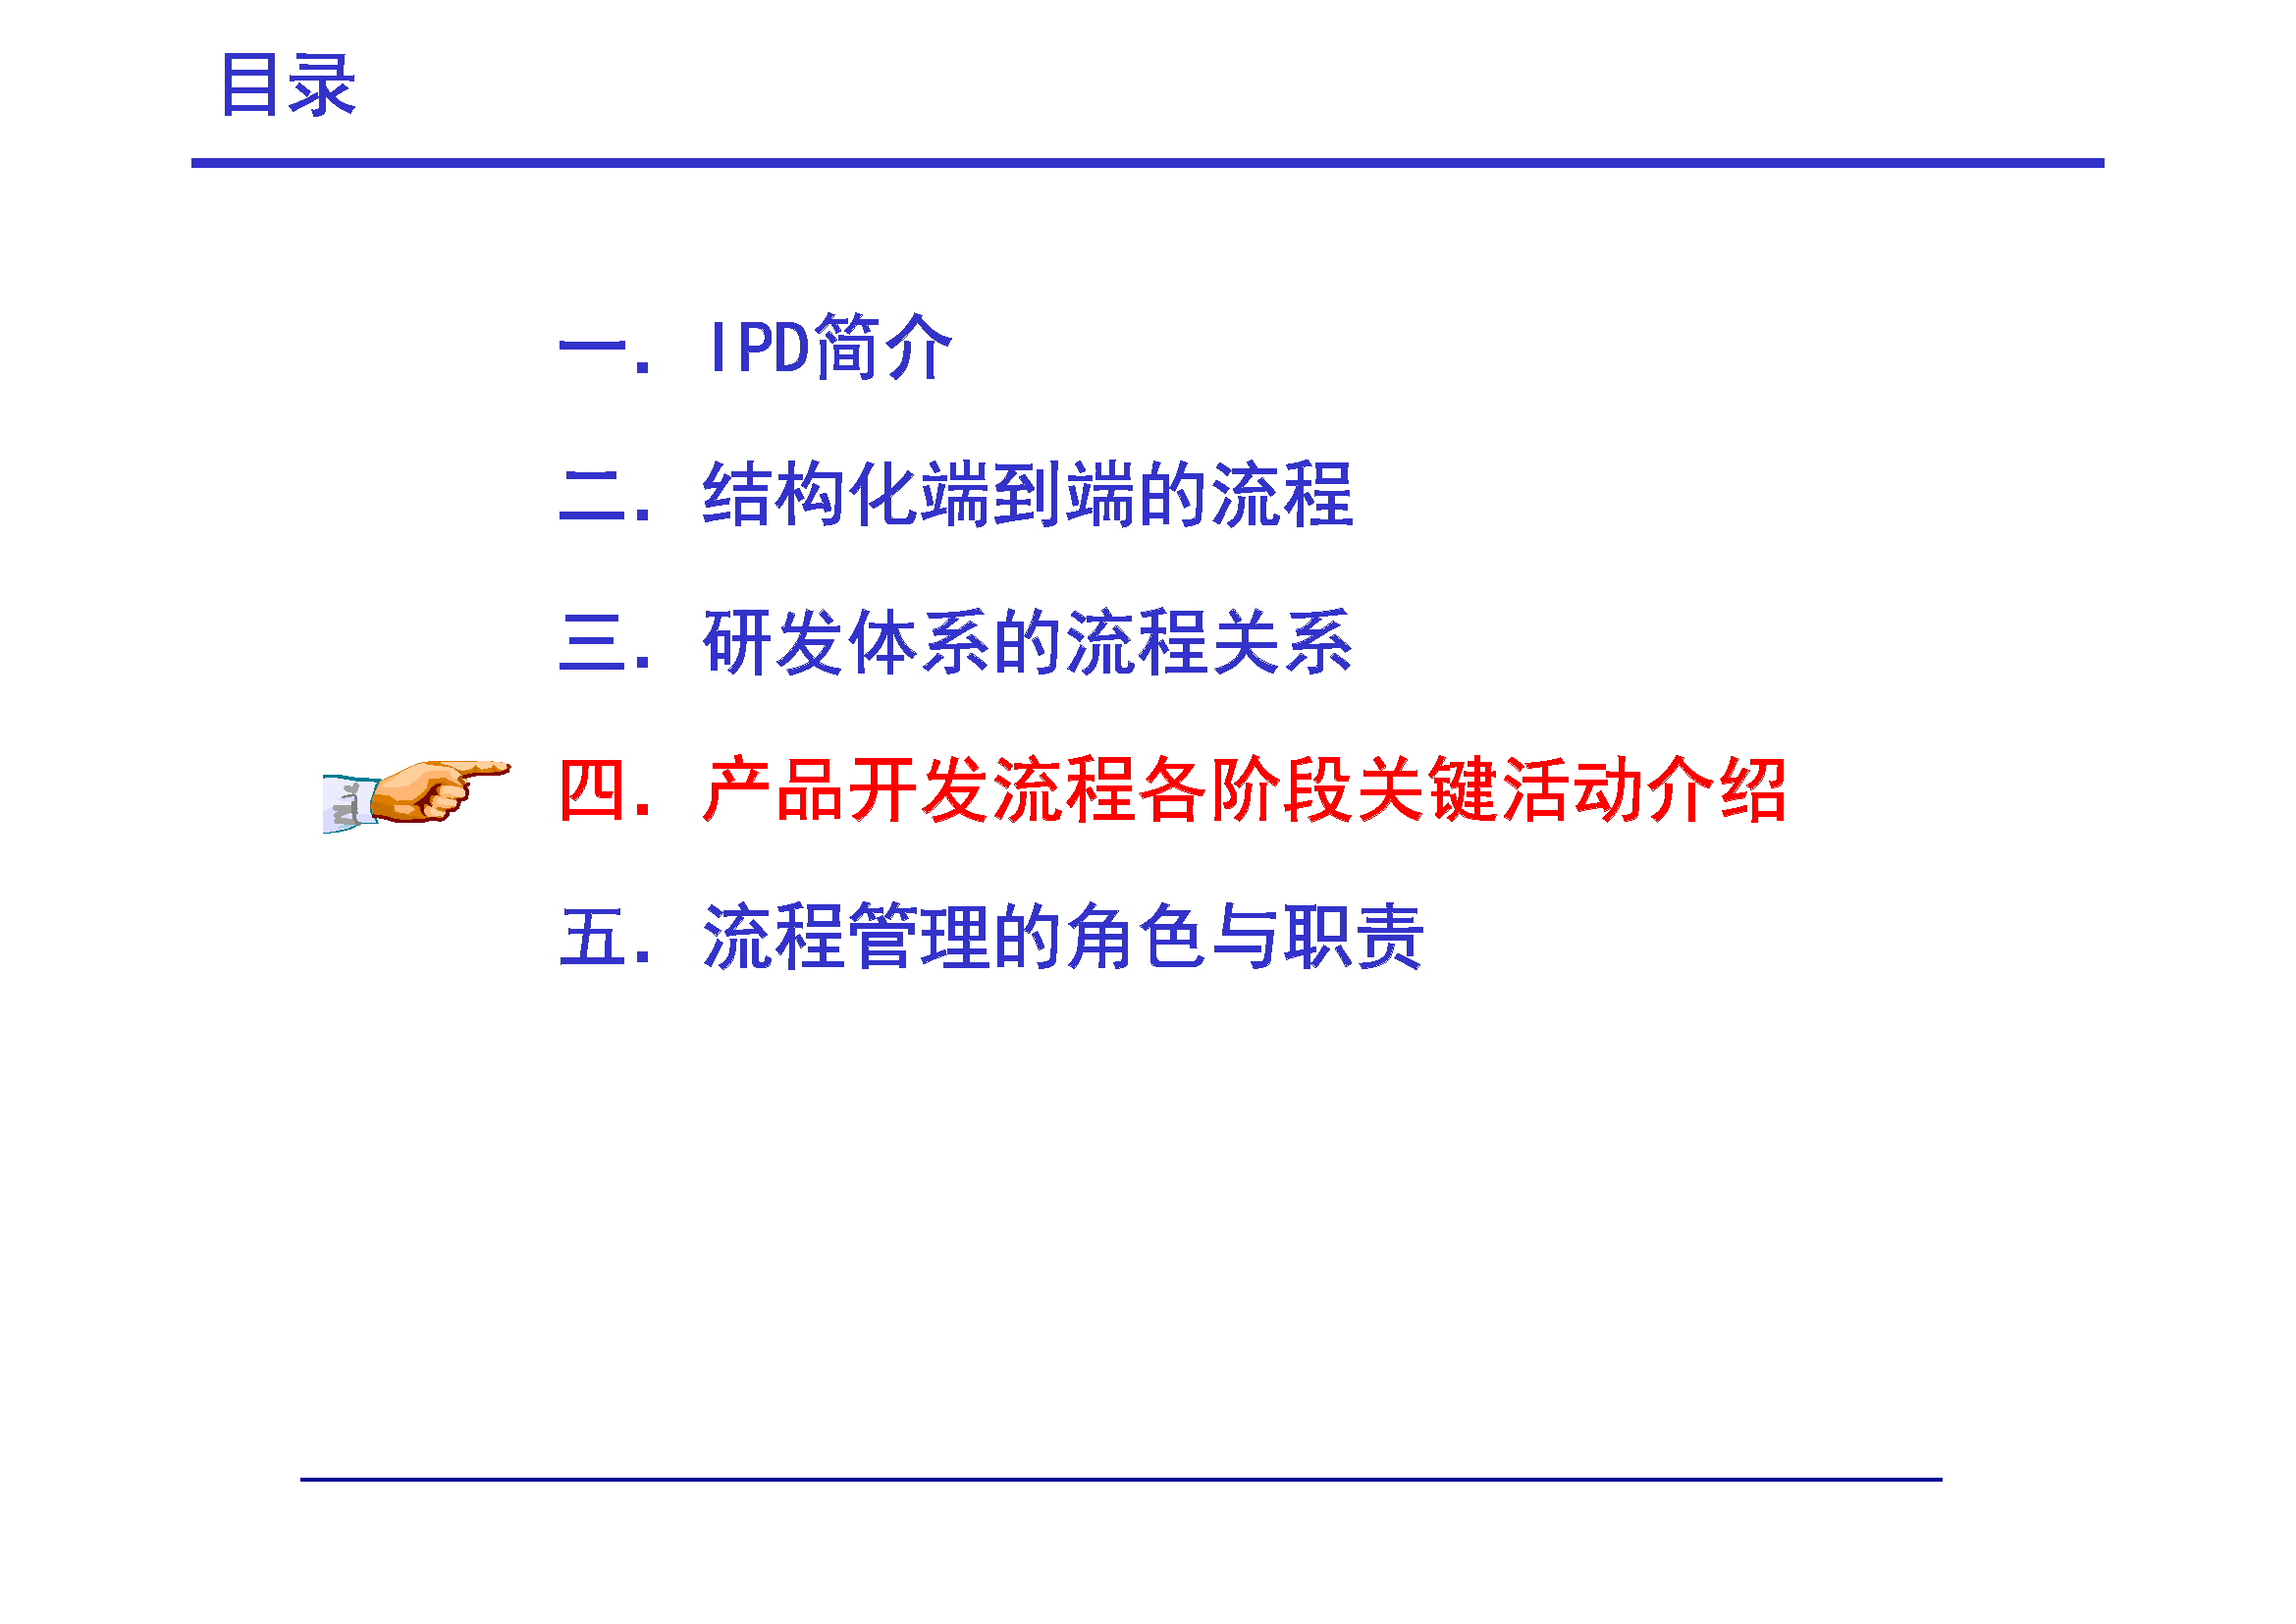 目录
一. IPD简介
二. 结构化端到端的流程
三. 研发体系的流程关系
四. 产品开发流程各阶段关键活动介绍
五. 流程管理的角色与职责